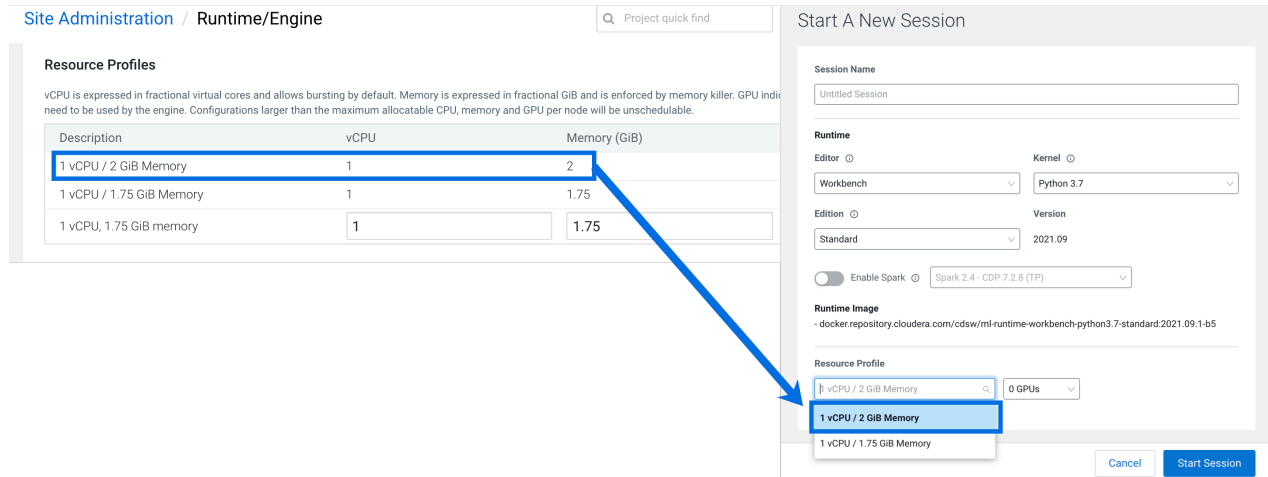 Site Administration / Runtime/Engine
Project quick find
Resource Profiles
vCPU is expressed in fractional virtual cores and allows bursting by default. Memory is expressed in fractional GiB and is enforced by memory killer. GPU indic
need to be used by the engine. Configurations larger than the maximum allocatable CPU, memory and GPU per node will be unschedulable.
Description vCPU Memory (GiB)
1 vCPU / 2 GiB Memory 1 2
1 vCPU / 1.75 GiB Memory 1 1.75
1 vCPU, 1.75 GiB memory 1 1.75
Start A New Session
Session Name
Untitled Session
Runtime
Editor Kernel
Workbench Python 3.7
Edition Version
Standard 2021.09
Enable Spark Spark 2.4 - CDP 7.2.8 (TP)
Runtime Image
- docker.repository.cloudera.com/cdsw/ml-runtime-workbench-python3.7-standard:2021.09.1-b5
Resource Profile
1 vCPU / 2 GiB Memory 0 GPUs
1 vCPU / 2 GiB Memory
1 vCPU / 1.75 GiB Memory
Cancel Start Session